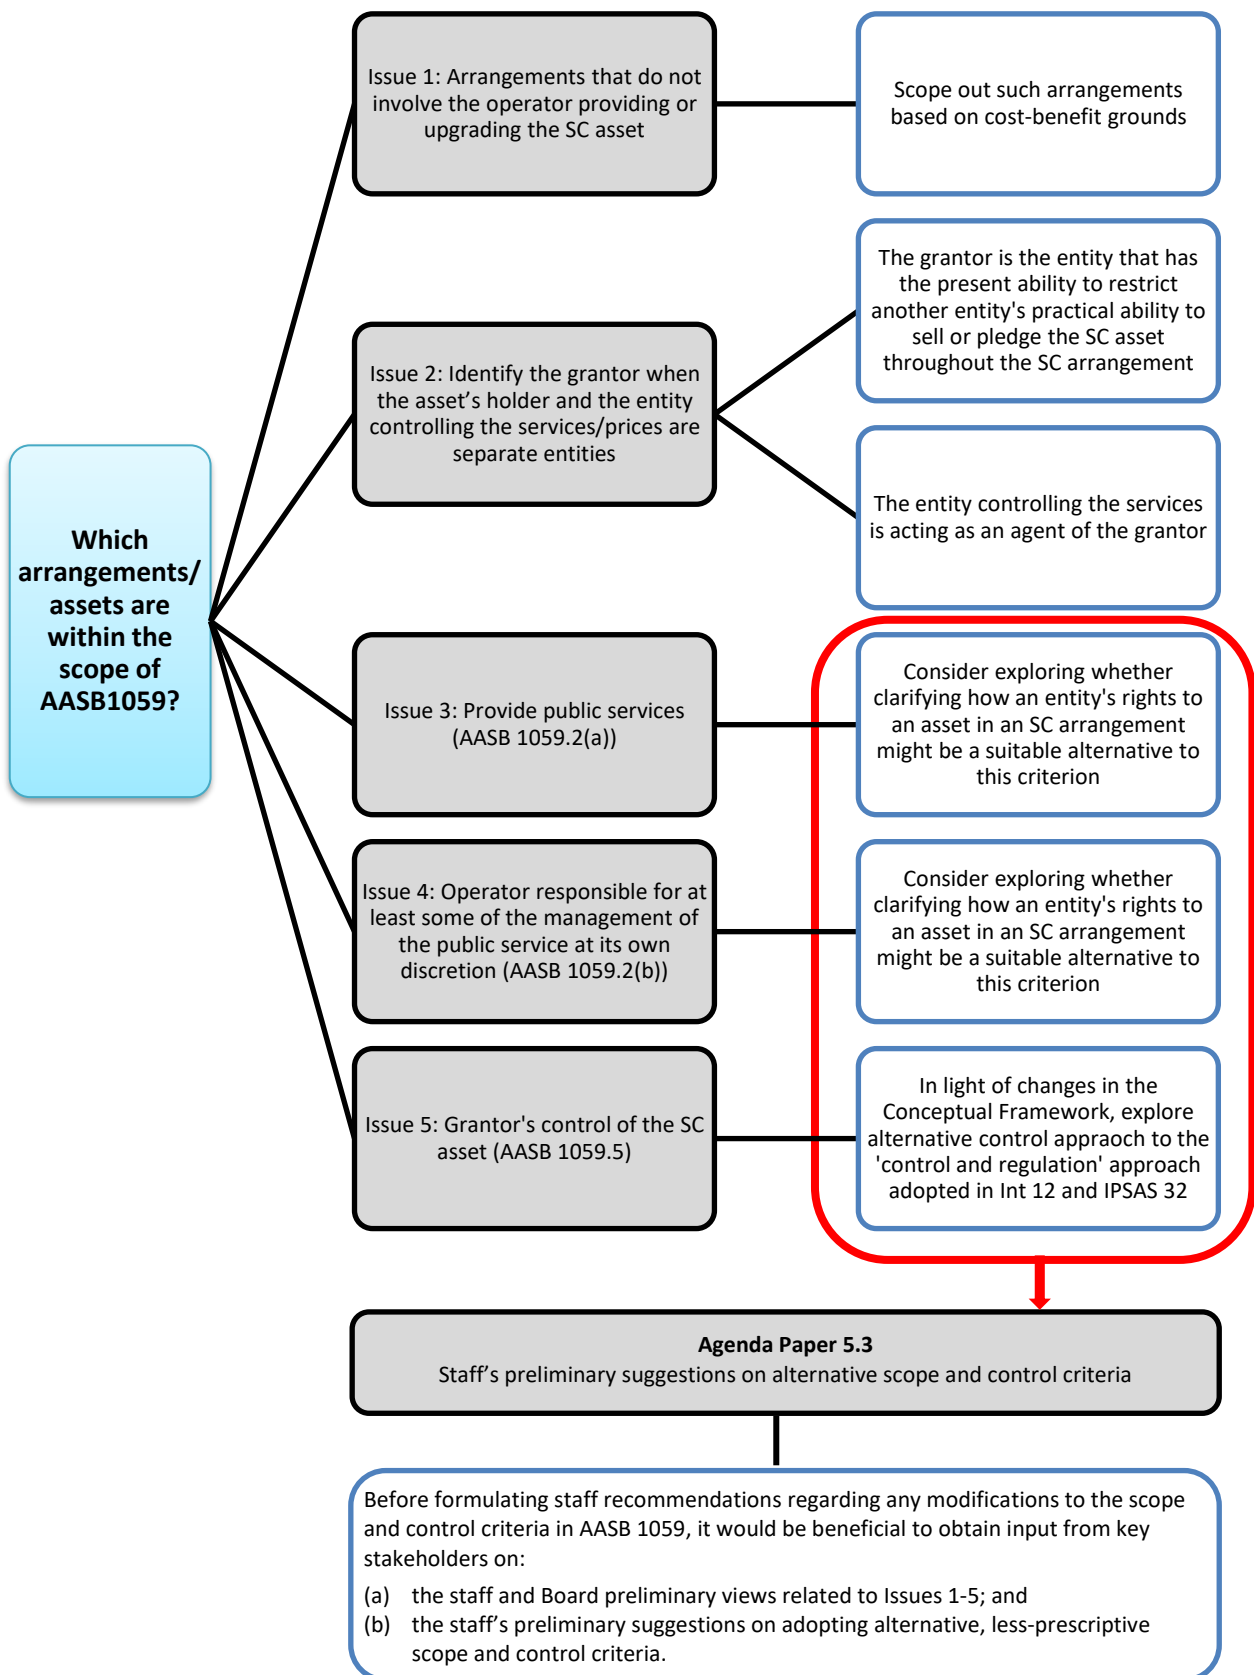 Issue 1: Arrangements that do not
involve the operator providing or
upgrading the SC asset
Scope out such arrangements
based on cost-benefit grounds
The grantor is the entity that has
the present ability to restrict
another entity's practical ability to
sell or pledge the SC asset
throughout the SC arrangement
Issue 2: Identify the grantor when
the asset’s holder and the entity
controlling the services/prices are
separate entities
The entity controlling the services
is acting as an agent of the grantor
Which
arrangements/
assets are
within the
scope of
AASB1059?
Issue 3: Provide public services
(AASB 1059.2(a))
Consider exploring whether
clarifying how an entity's rights to
an asset in an SC arrangement
might be a suitable alternative to
this criterion
Issue 4: Operator responsible for at
least some of the management of
the public service at its own
discretion (AASB 1059.2(b))
Consider exploring whether
clarifying how an entity's rights to
an asset in an SC arrangement
might be a suitable alternative to
this criterion
Issue 5: Grantor's control of the SC
asset (AASB 1059.5)
In light of changes in the
Conceptual Framework, explore
alternative control appraoch to the
'control and regulation' approach
adopted in Int 12 and IPSAS 32
Agenda Paper 5.3
Staff’s preliminary suggestions on alternative scope and control criteria
Before formulating staff recommendations regarding any modifications to the scope
and control criteria in AASB 1059, it would be beneficial to obtain input from key
stakeholders on:
(a) the staff and Board preliminary views related to Issues 1-5; and
(b) the staff’s preliminary suggestions on adopting alternative, less-prescriptive
scope and control criteria.